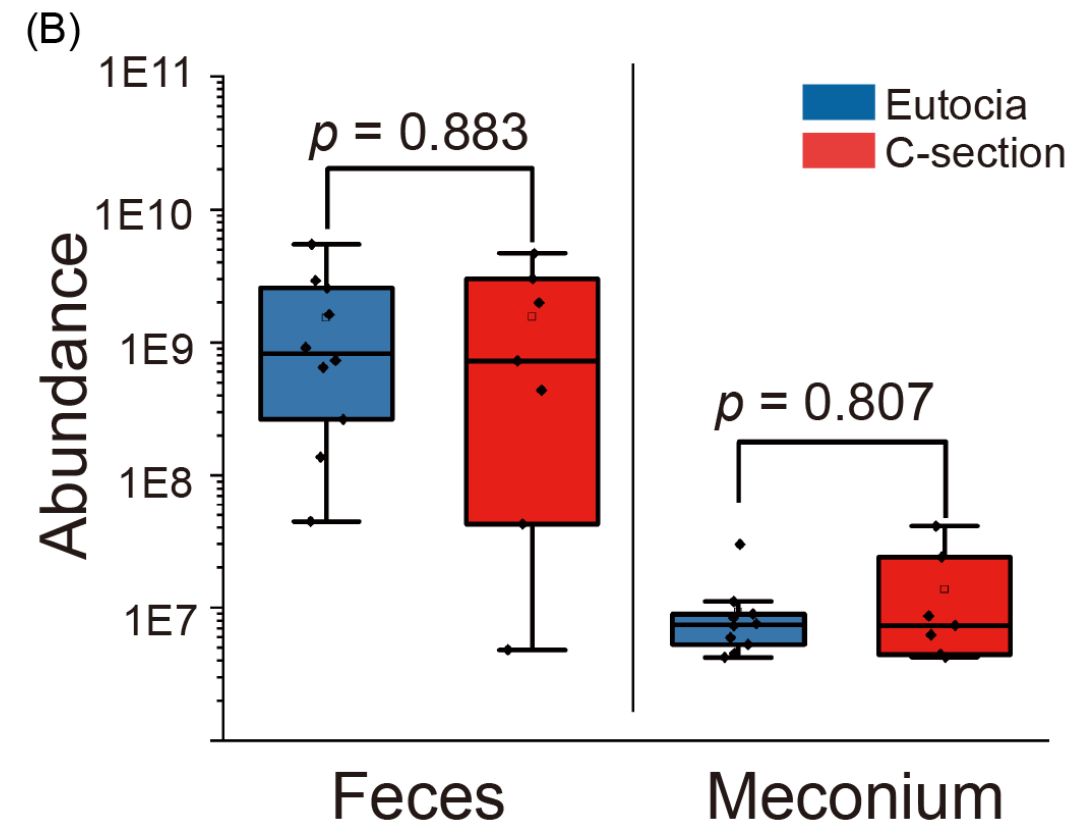 (B)
1E11
1E10
1E9
1E8
1E7
Abundance
p = 0.883
p = 0.807
Eutocia
C-section
Feces
Meconium